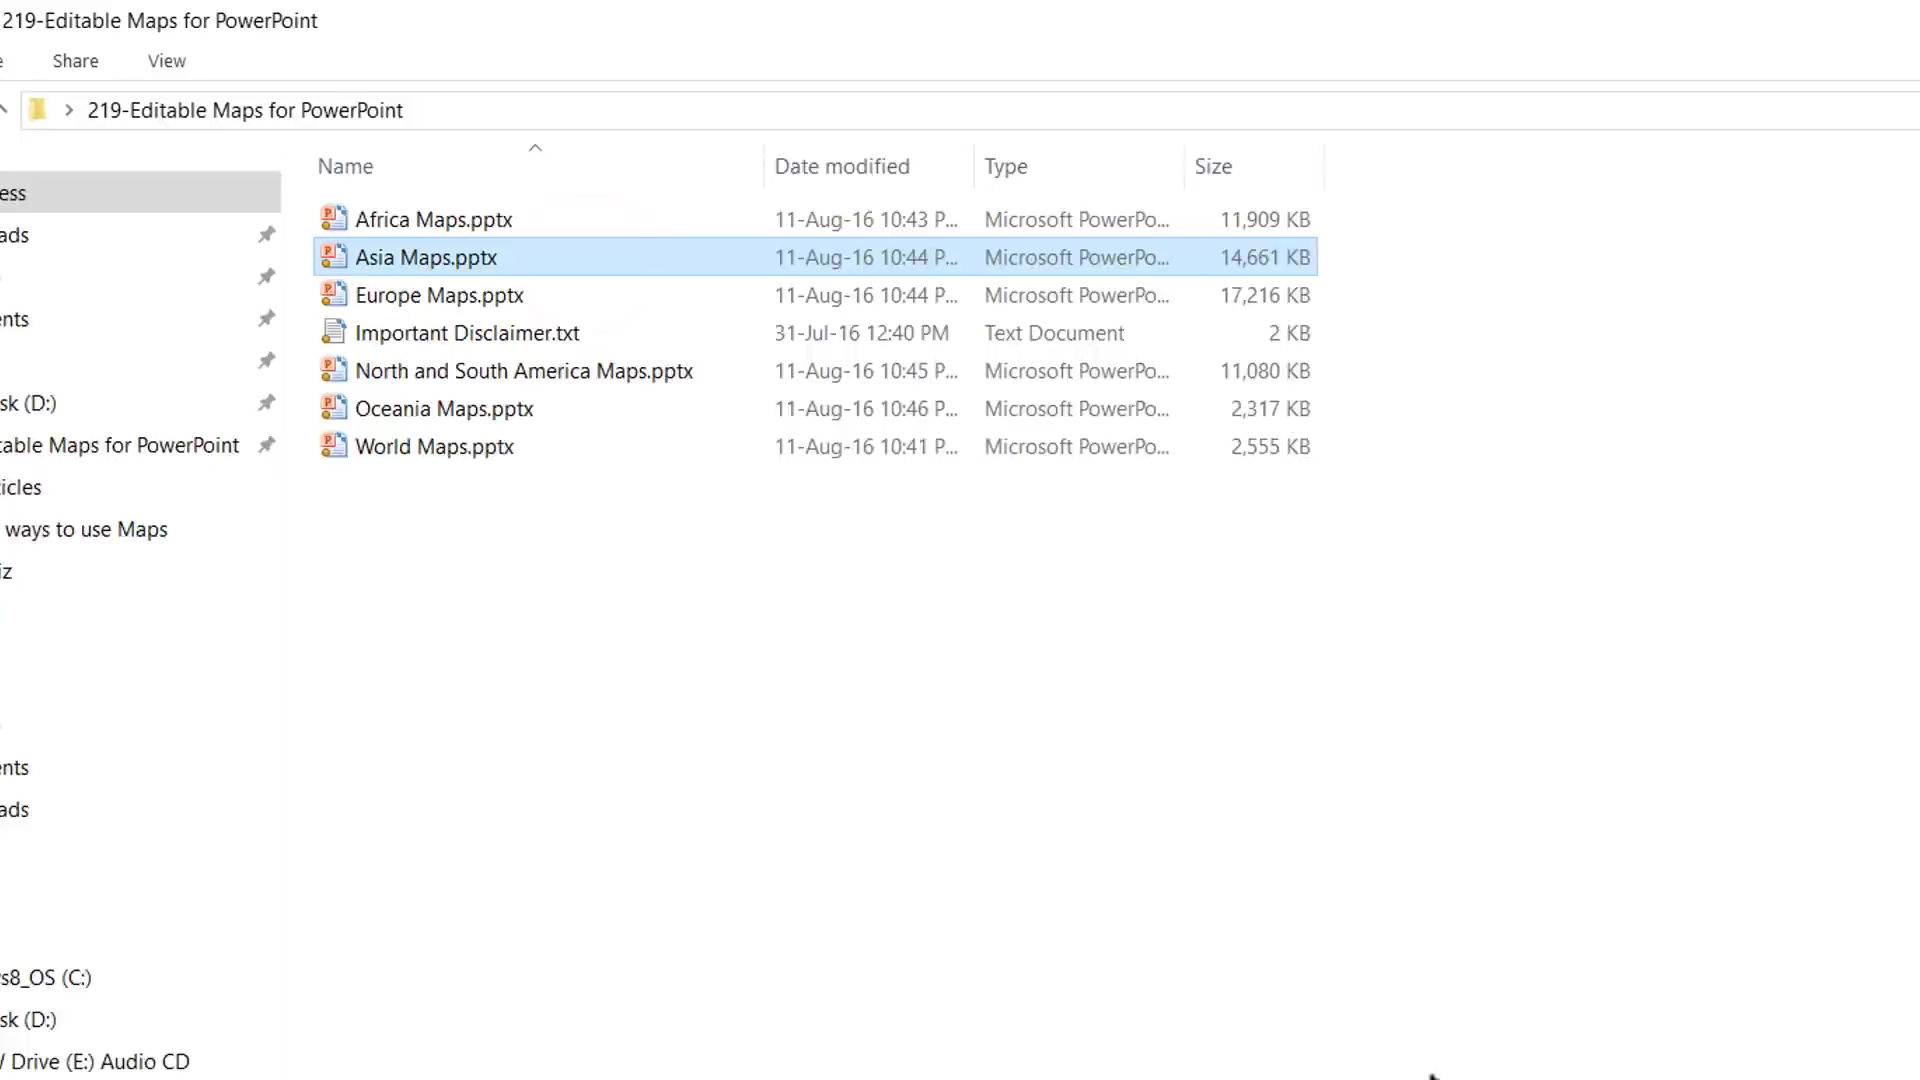 219-Editable Maps for PowerPoint
e Share View
219-Editable Maps for PowerPoint
Name Date modified Type Size
Africa Maps.pptx 11-Aug-16 10:43 P... Microsoft PowerPo... 11,909 KB
Asia Maps.pptx 11-Aug-16 10:44 P... Microsoft PowerPo... 14,661 KB
Europe Maps.pptx 11-Aug-16 10:44 P... Microsoft PowerPo... 17,216 KB
Important Disclaimer.txt 31-Jul-16 12:40 PM Text Document 2 KB
North and South America Maps.pptx 11-Aug-16 10:45 P... Microsoft PowerPo... 11,080 KB
Oceania Maps.pptx 11-Aug-16 10:46 P... Microsoft PowerPo... 2,317 KB
World Maps.pptx 11-Aug-16 10:41 P... Microsoft PowerPo... 2,555 KB
ess
ads
ents
sk (D:)
table Maps for PowerPoint
icles
ways to use Maps
iz
ents
ads
s8_OS (C:)
sk (D:)
Drive (E:) Audio CD